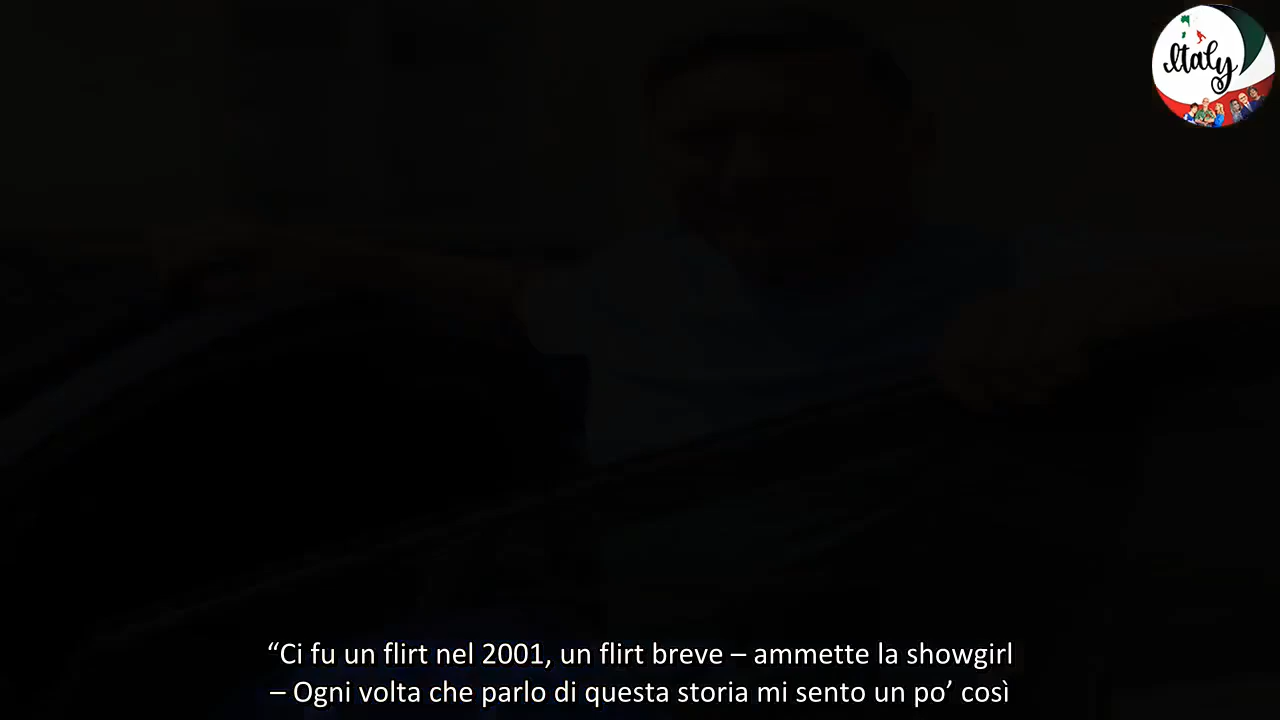 Italy
“Ci fu un flirt nel 2001, un flirt breve – ammette la showgirl
– Ogni volta che parlo di questa storia mi sento un po’ così